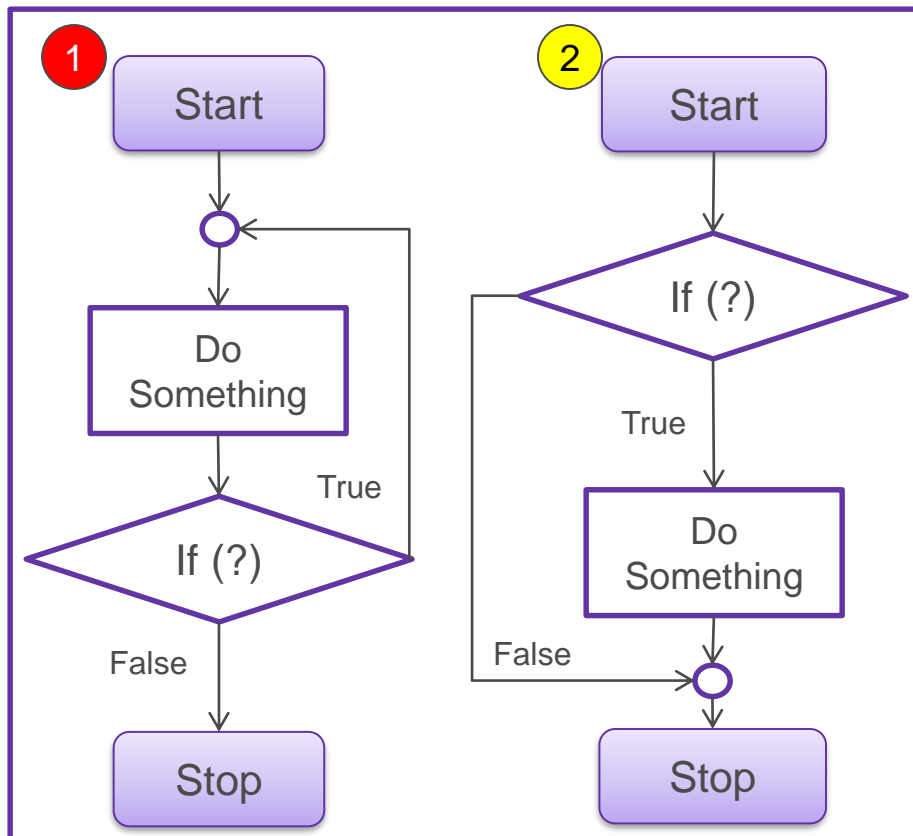 1
Start
Do
Something
True
If (?)
False
Stop
2
Start
If (?)
True
Do
Something
False
Stop